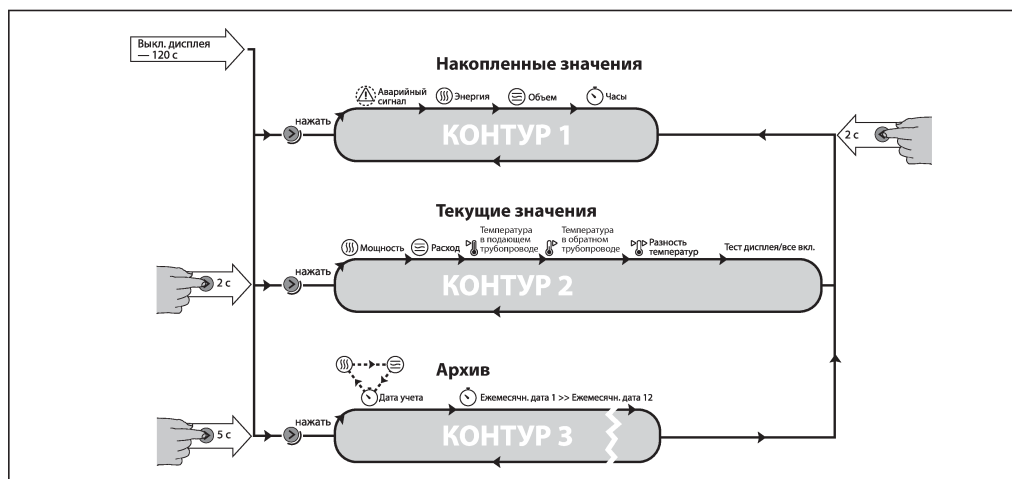 Выкл. дисплея
— 120 с
Накопленные значения
Аварийный
сигнал
Энергия
Объем
Часы
нажать
КОНТУР 1
2 с
Текущие значения
Мощность
Расход
Температура
в подающем
трубопроводе
Температура
в обратном
трубопроводе
Разность
температур
Тест дисплея/все вкл.
2 с
нажать
КОНТУР 2
Архив
Дата учета
Ежемесячн. дата 1 >> Ежемесячн. дата 12
5 с
нажать
КОНТУР 3